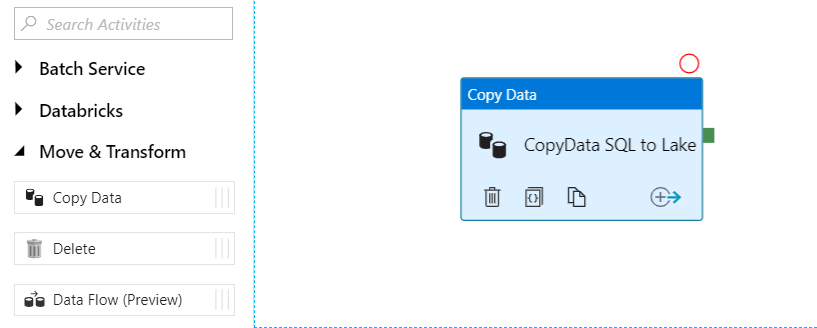 Search Activities
Batch Service
Databricks
Move & Transform
Copy Data
Delete
Data Flow (Preview)
Copy Data
CopyData SQL to Lake
{}